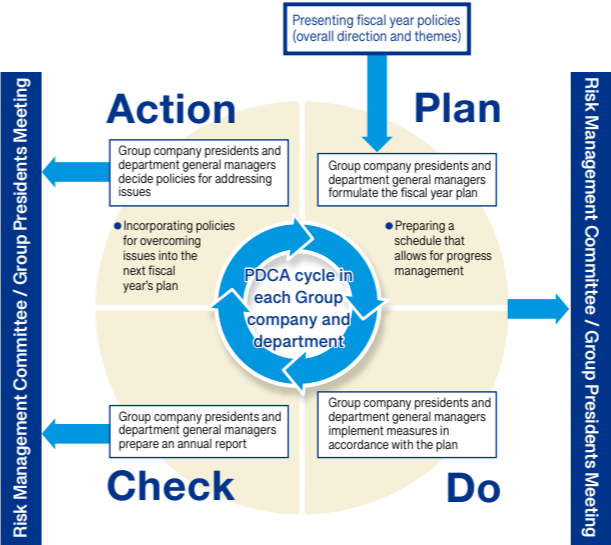 Presenting fiscal year policies
(overall direction and themes)
Risk Management Committee / Group Presidents Meeting
Action
Group company presidents and
department general managers
decide policies for addressing
issues
● Incorporating policies
for overcoming
issues into the
next fiscal
year's plan
Plan
Group company presidents and
department general managers
formulate the fiscal year plan
● Preparing a
schedule that
allows for progress
management
PDCA cycle in
each Group
company and
department
Group company presidents and
department general managers
prepare an annual report
Check
Group company presidents and
department general managers
implement measures in
accordance with the plan
Do
Risk Management Committee / Group Presidents Meeting